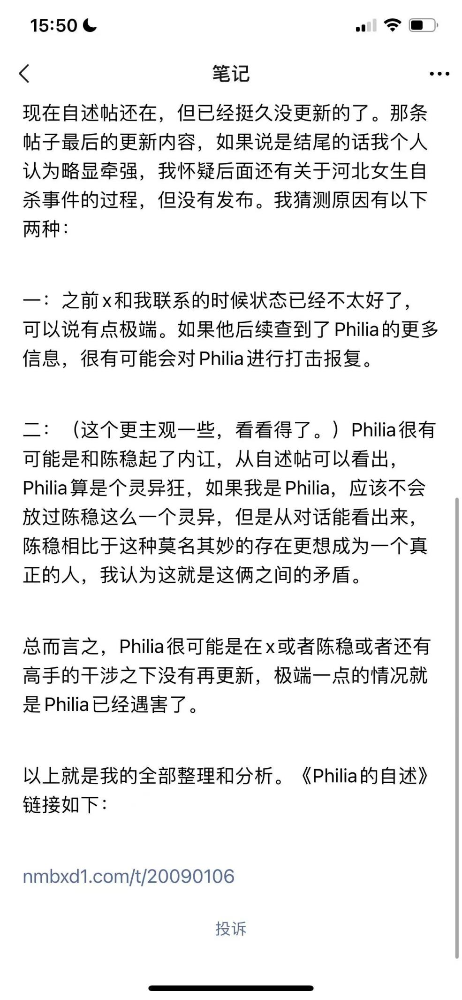 15:50
笔记
现在自述帖还在，但已经挺久没更新的了。那条
帖子最后的更新内容，如果说是结尾的话我个人
认为略显牵强，我怀疑后面还有关于河北女生自
杀事件的过程，但没有发布。我猜测原因有以下
两种：
一：之前x和我联系的时候状态已经不太好了，
可以说有点极端。如果他后续查到了Philia的更多
信息，很有可能会对Philia进行打击报复。
二：（这个更主观一些，看看得了。）Philia很有
可能是和陈稳起了内讧，从自述帖可以看出，
Philia算是个灵异狂，如果我是Philia，应该不会
放过陈稳这么一个灵异，但是从对话能看出来，
陈稳相比于这种莫名其妙的存在更想成为一个真
正的人，我认为这就是这俩之间的矛盾。
总而言之，Philia很可能是在x或者陈稳或者还有
高手的干涉之下没有再更新，极端一点的情况就
是Philia已经遇害了。
以上就是我的全部整理和分析。《Philia的自述》
链接如下：
nmbxd1.com/t/20090106
投诉